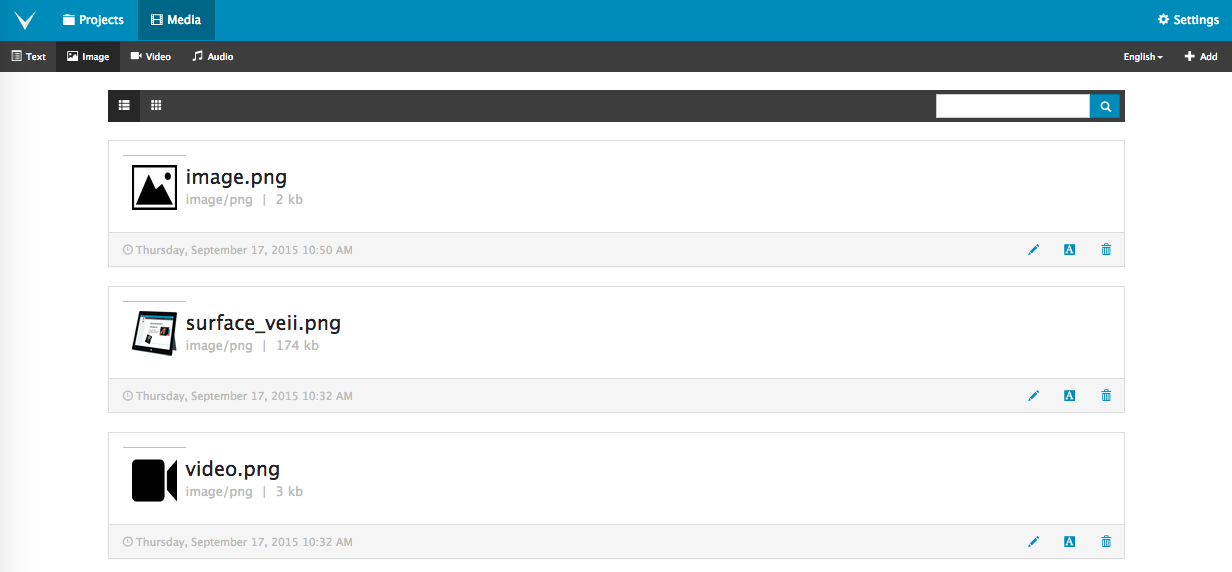 Projects Media Settings
Text Image Video Audio English Add
image.png
image/png | 2 kb
Thursday, September 17, 2015 10:50 AM A
surface_veii.png
image/png | 174 kb
Thursday, September 17, 2015 10:32 AM A
video.png
image/png | 3 kb
Thursday, September 17, 2015 10:32 AM A